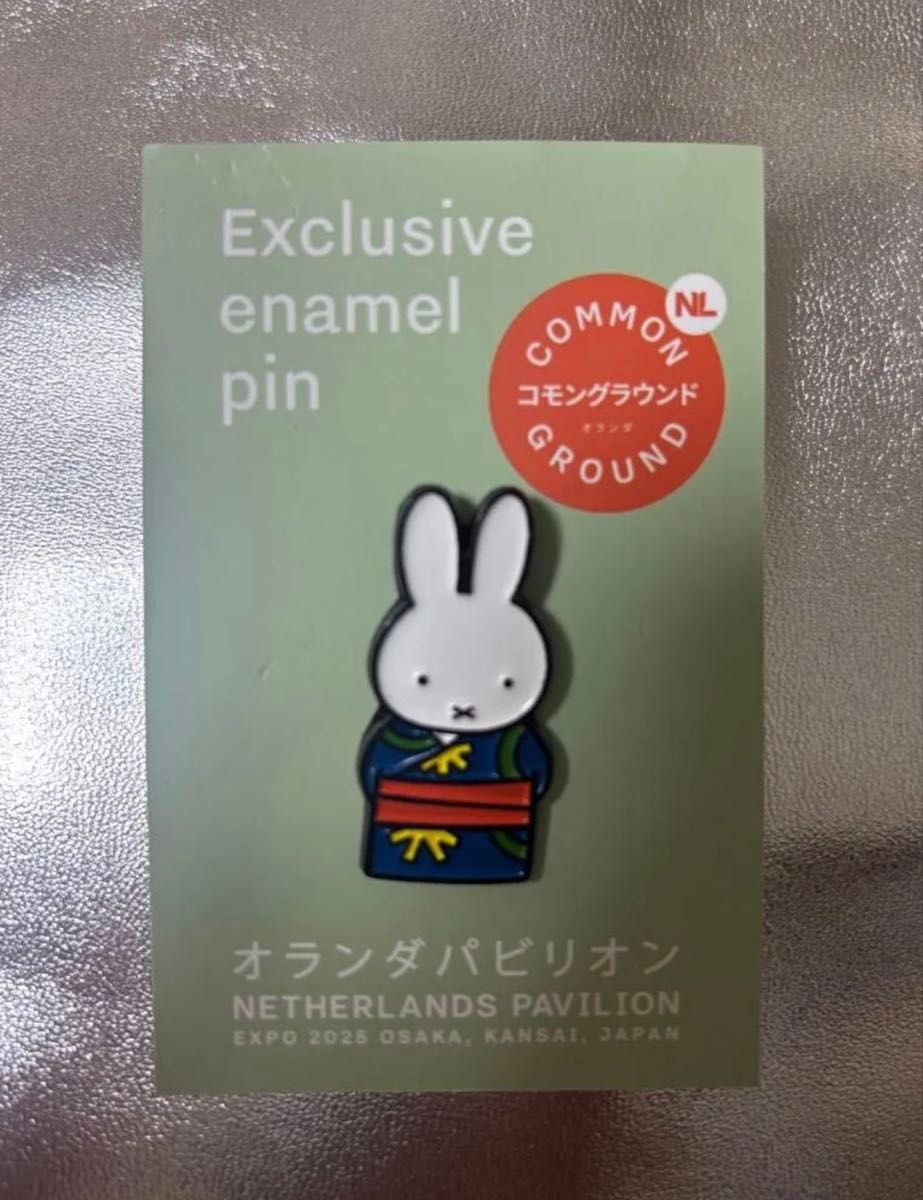 Exclusive
enamel
pin
NL
COMMON
コモングラウンド
オランダ
GROUND
オランダパビリオン
NETHERLANDS PAVILION
EXPO 2025 OSAKA, KANSAI, JAPAN